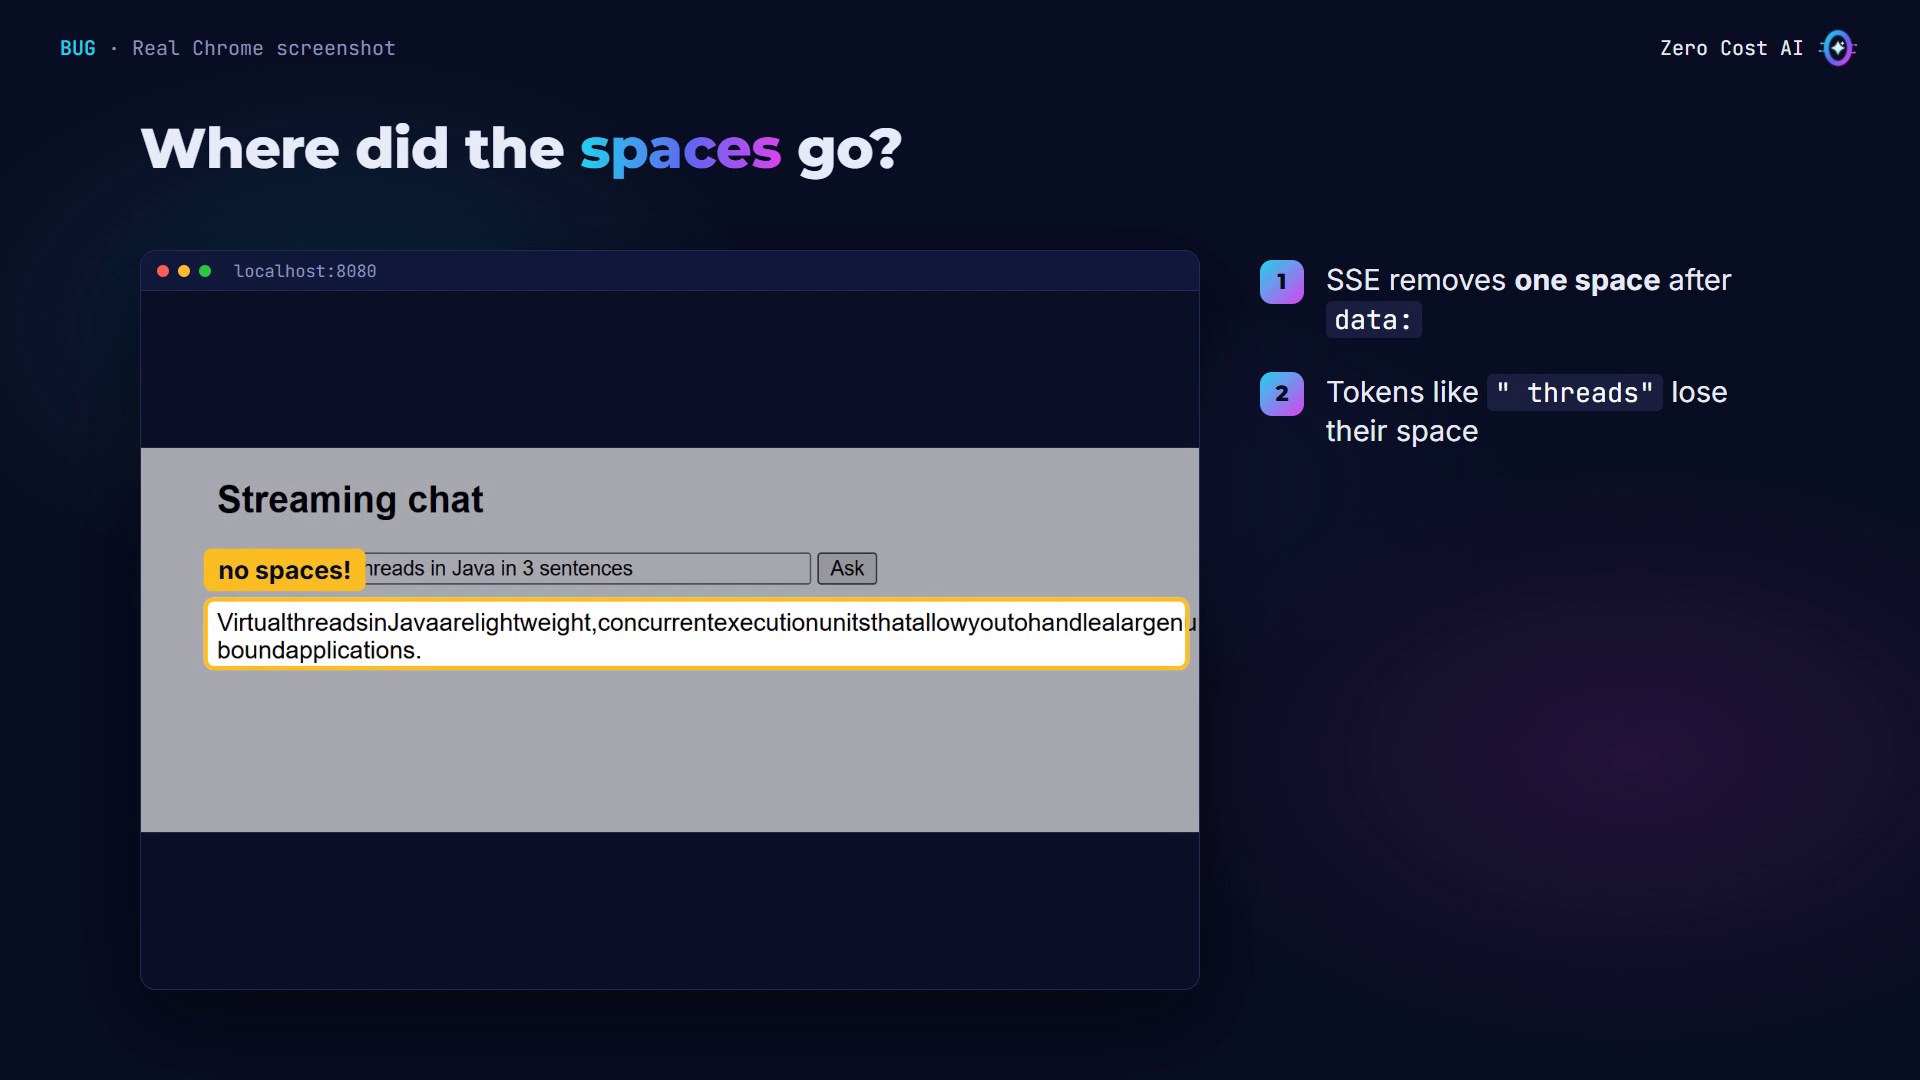 BUG · Real Chrome screenshot
Zero Cost AI
Where did the spaces go?
localhost:8080
Streaming chat
no spaces!
hreads in Java in 3 sentences
Ask
VirtualthreadsinJavaarelightweight,concurrentexecutionunitsthatallowyoutohandlealargenu
boundapplications.
1
SSE removes one space after
data:
2
Tokens like " threads" lose
their space